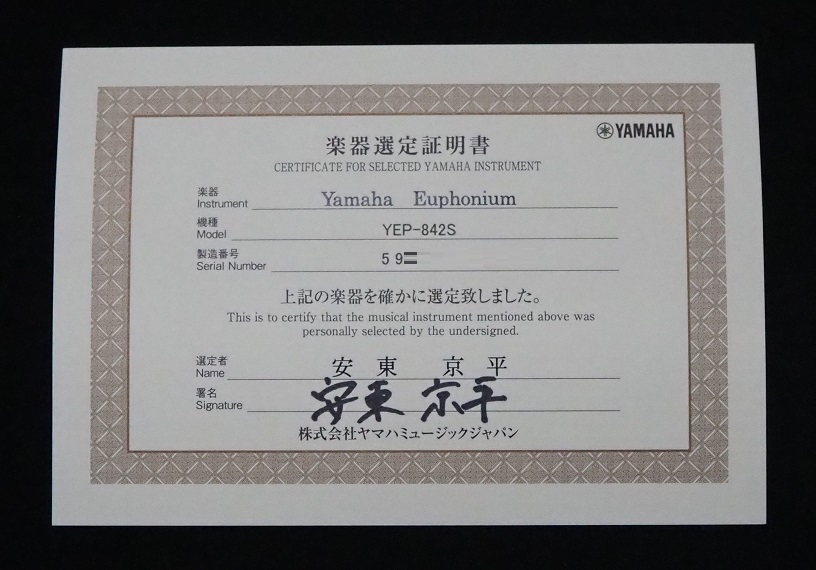 YAMAHA
楽器選定証明書
CERTIFICATE FOR SELECTED YAMAHA INSTRUMENT
楽器
Instrument Yamaha Euphonium
機種
Model YEP-842S
製造番号
Serial Number 59
上記の楽器を確かに選定致しました。
This is to certify that the musical instrument mentioned above was
personally selected by the undersigned.
選定者
Name 安東 京平
署名
Signature 安東 京平
株式会社ヤマハミュージックジャパン